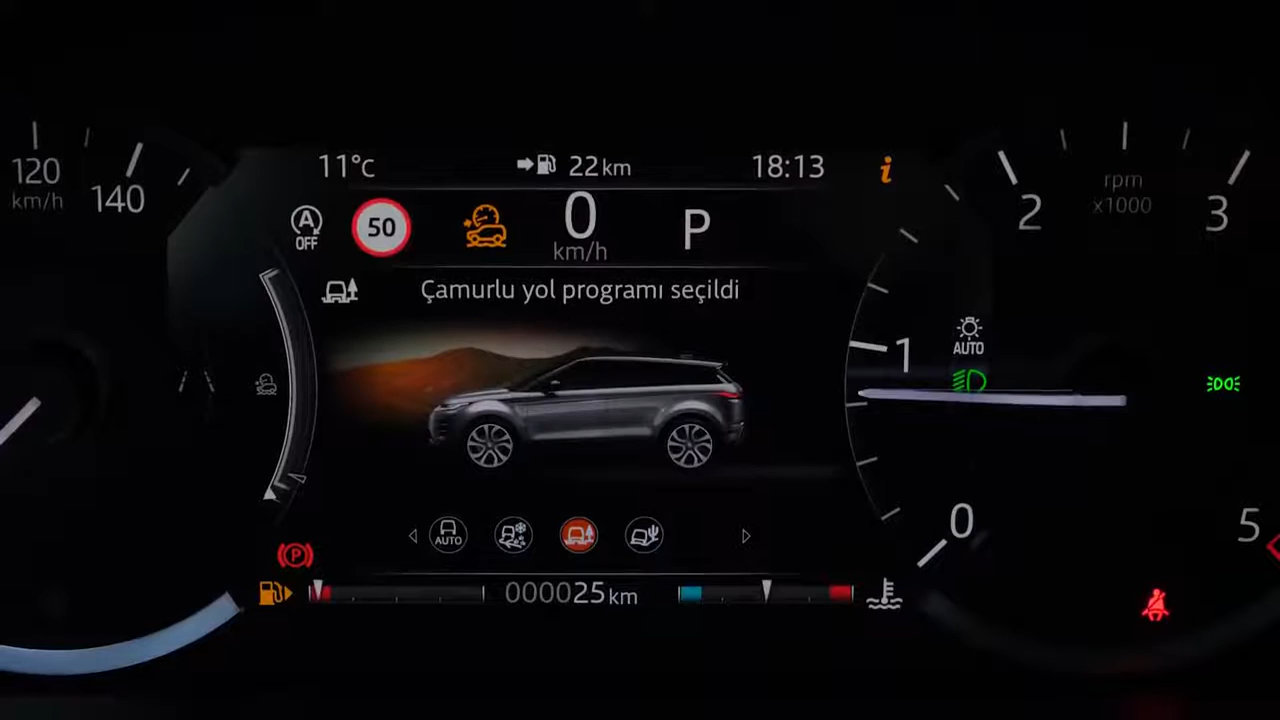 11°C 22 km 18:13 i
120 km/h 140
A OFF 50 0 km/h P
rpm x1000
2 3
Çamurlu yol programı seçildi
AUTO
1
AUTO
0
5
P
000025 km